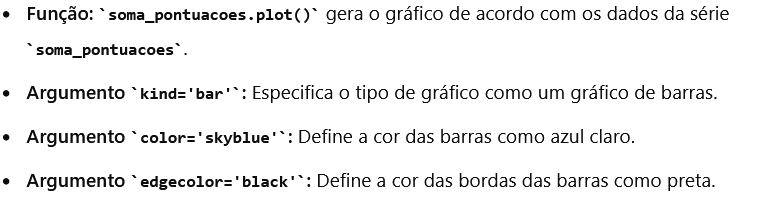 • Função: `soma_pontuacoes.plot()` gera o gráfico de acordo com os dados da série
`soma_pontuacoes`.
• Argumento `kind='bar'`: Especifica o tipo de gráfico como um gráfico de barras.
• Argumento `color='skyblue'`: Define a cor das barras como azul claro.
• Argumento `edgecolor='black'`: Define a cor das bordas das barras como preta.